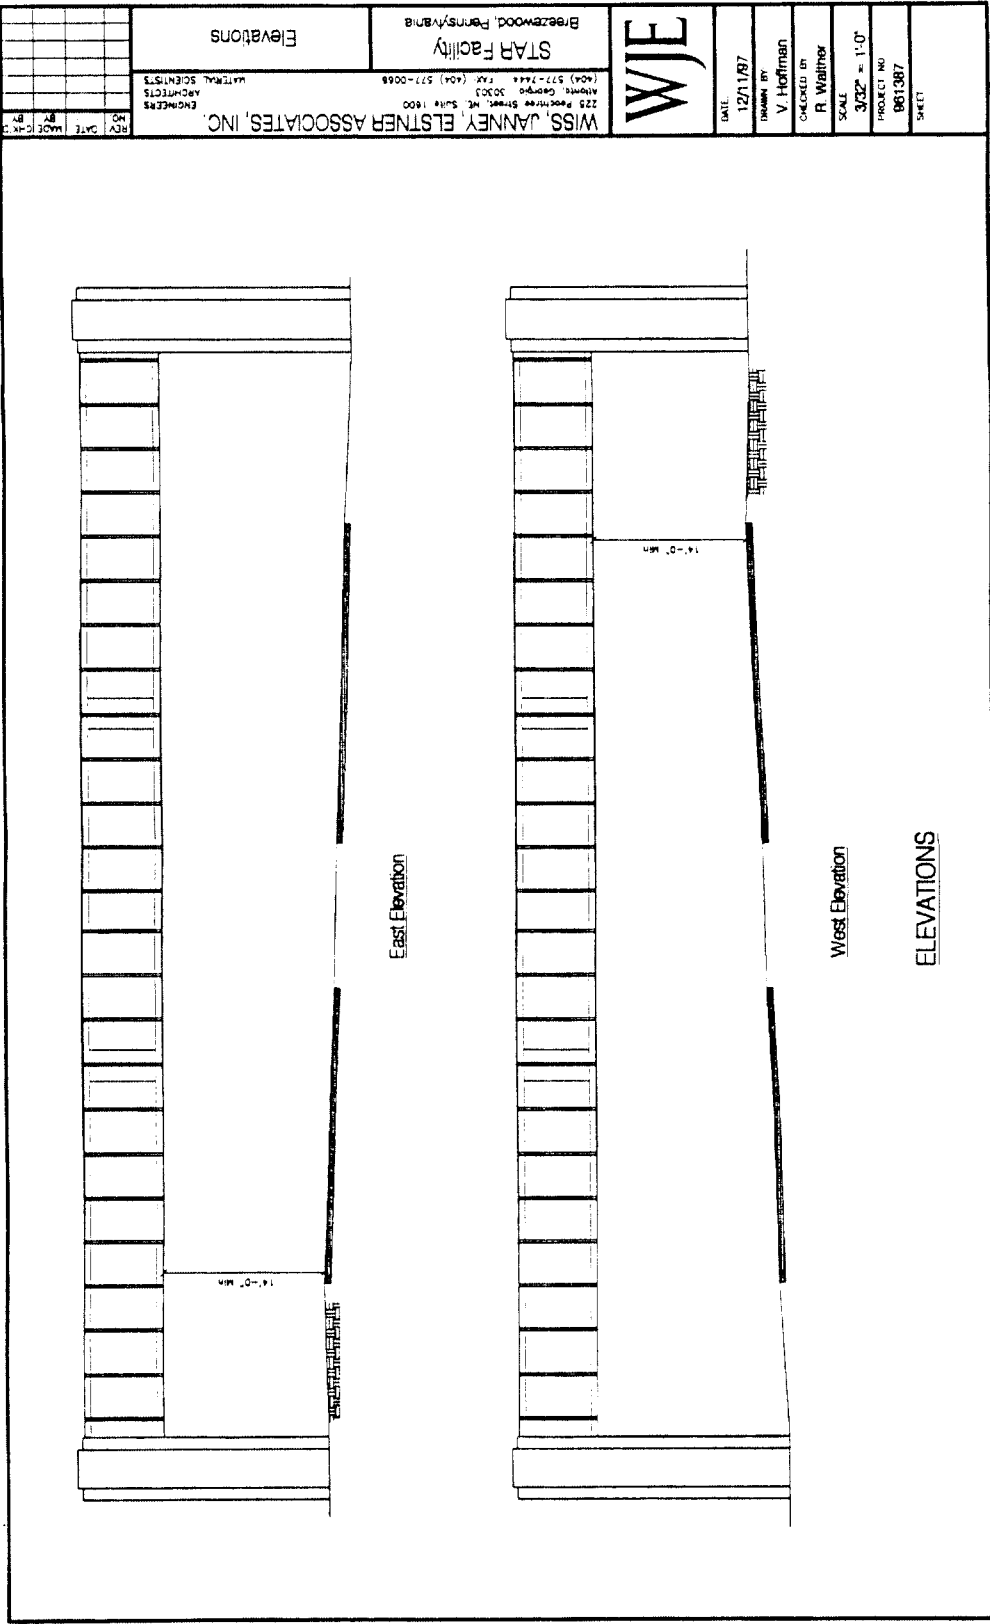 REV NO
DATE
MADE BY
CHK'D BY
WISS, JANNEY, ELSTNER ASSOCIATES, INC.
225 Peachtree Street, NE, Suite 1600
Atlanta, Georgia 30303
(404) 577-7444 FAX (404) 577-0066
ENGINEERS
ARCHITECTS
MATERIAL SCIENTISTS
STAR Facility
Breezewood, Pennsylvania
Elevations
WJE
DATE
12/11/97
DRAWN BY
V. Hoffman
CHECKED BY
R. Walther
SCALE
3/32" = 1'-0"
PROJECT NO
961387
SHEET
14'-0" Min
East Elevation
14'-0" Min
West Elevation
ELEVATIONS